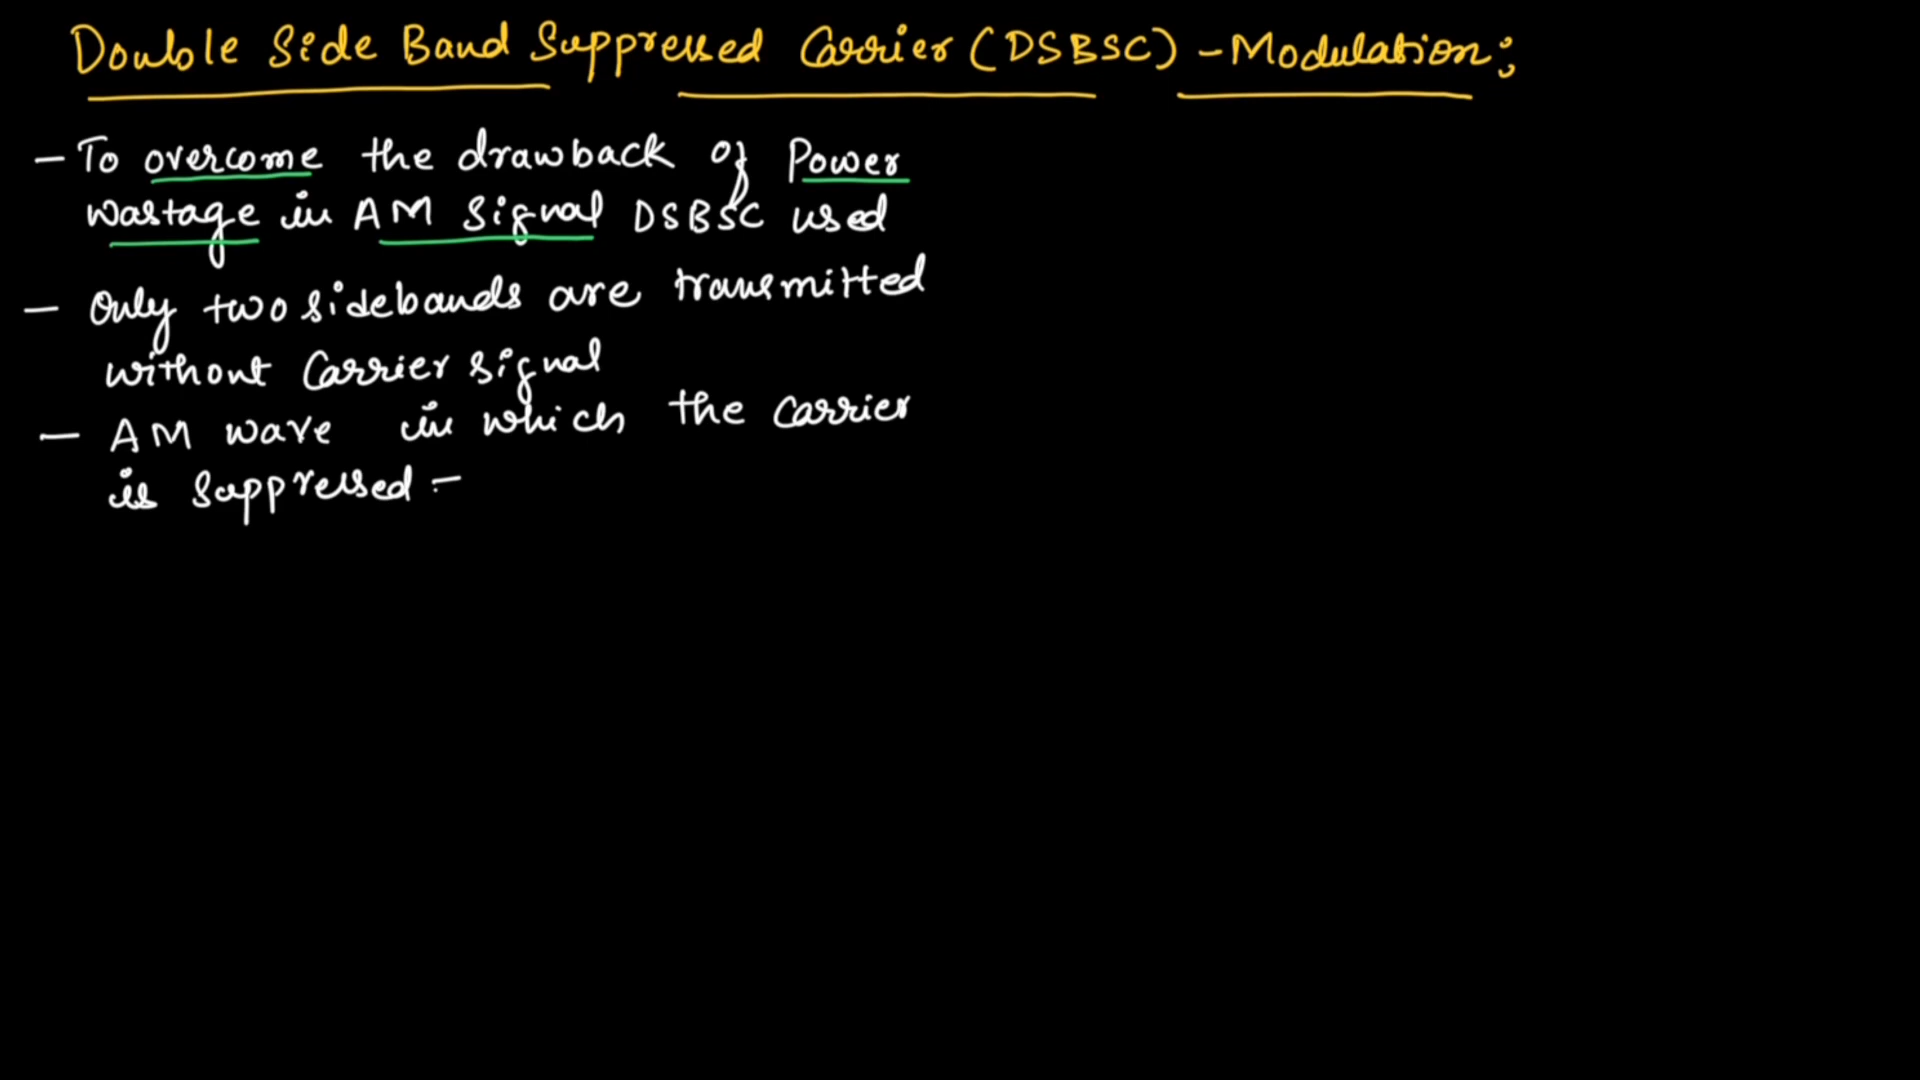 Double Side Band Suppressed Carrier (DSBSC) - Modulation;
- To overcome the drawback of Power
wastage in AM Signal DSBSC used
- Only two sidebands are transmitted
without Carrier signal
- AM wave in which the carrier
is Suppressed :-